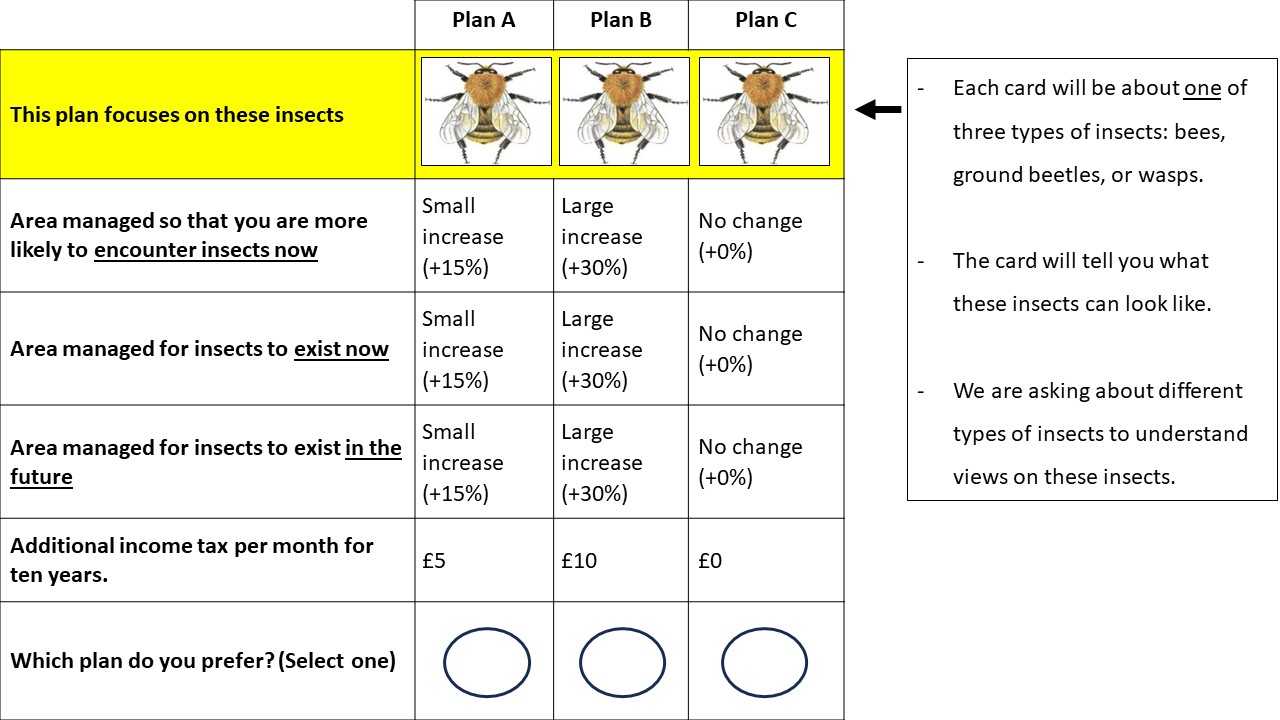 Plan A Plan B Plan C
This plan focuses on these insects
Area managed so that you are more
likely to encounter insects now
Small
increase
(+15%)
Large
increase
(+30%)
No change
(+0%)
Area managed for insects to exist now
Small
increase
(+15%)
Large
increase
(+30%)
No change
(+0%)
Area managed for insects to exist in the
future
Small
increase
(+15%)
Large
increase
(+30%)
No change
(+0%)
Additional income tax per month for
ten years.
£5
£10
£0
Which plan do you prefer? (Select one)
- Each card will be about one of
three types of insects: bees,
ground beetles, or wasps.
- The card will tell you what
these insects can look like.
- We are asking about different
types of insects to understand
views on these insects.